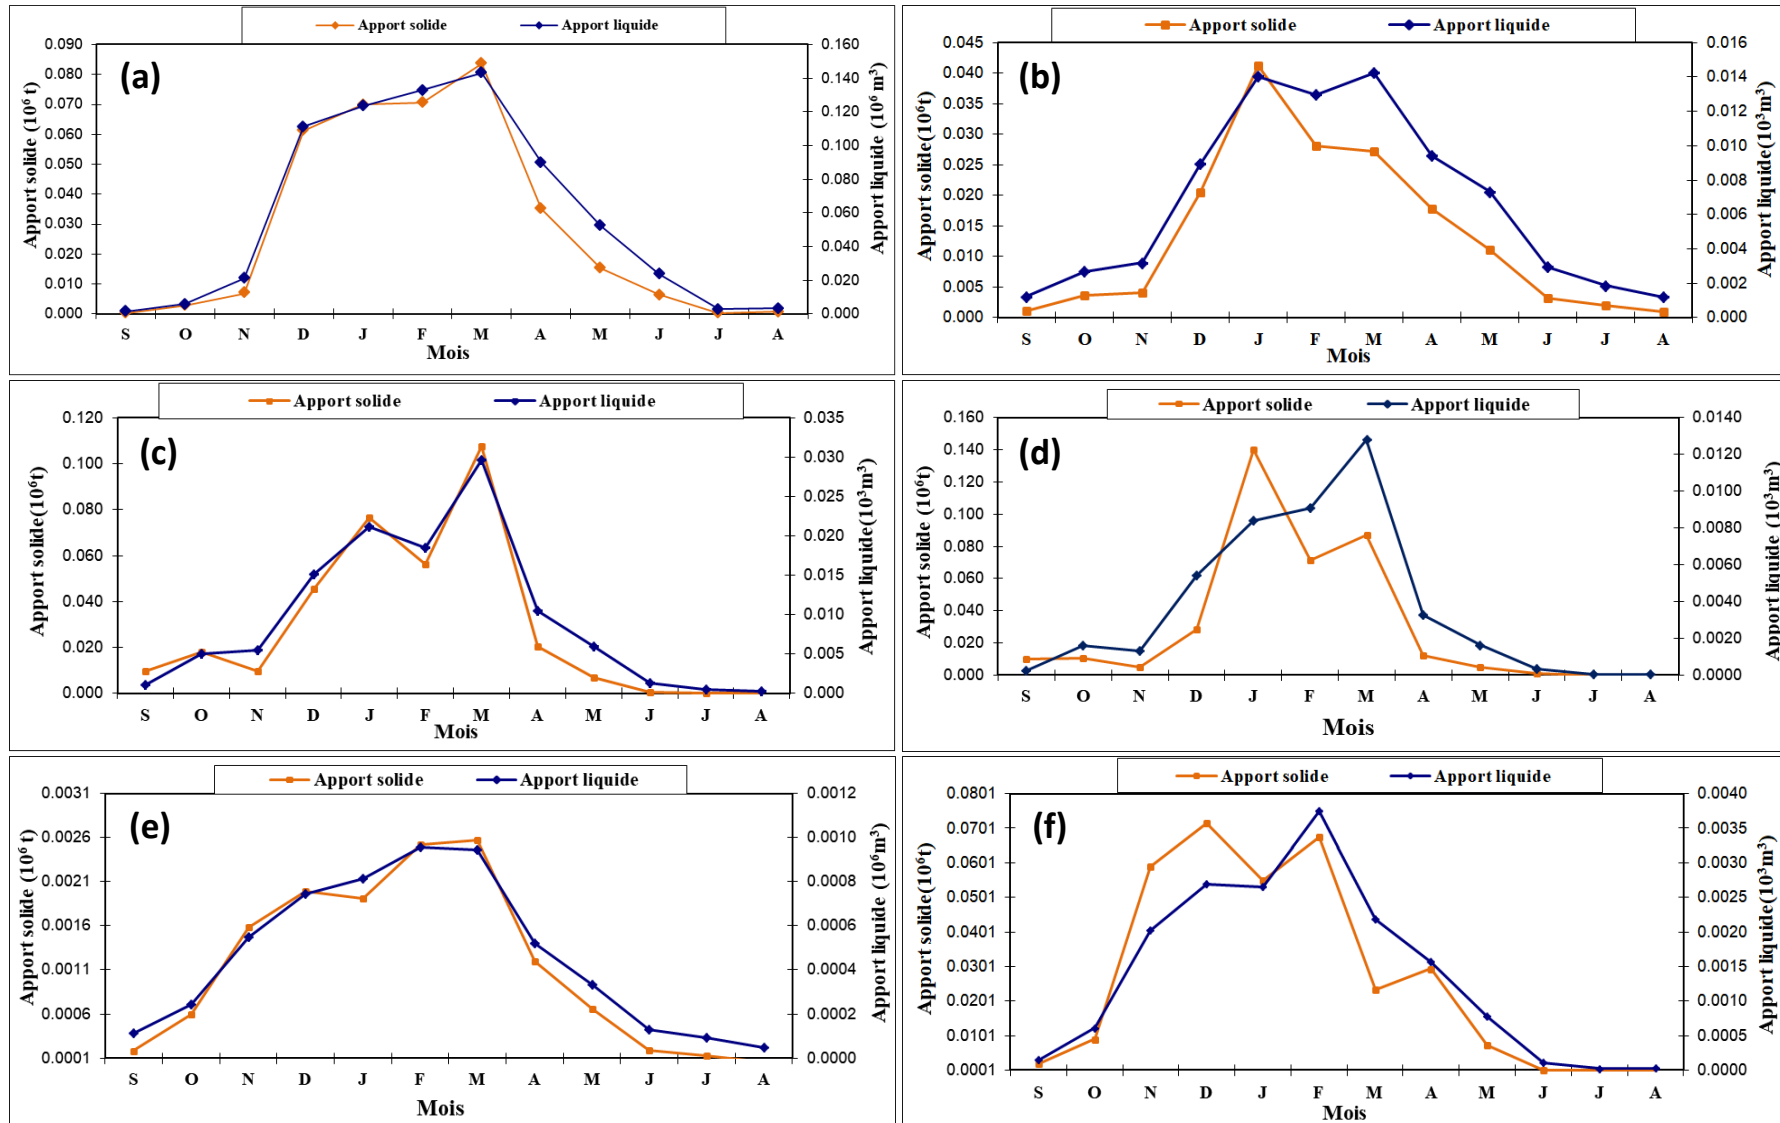 Apport solide Apport liquide
(a)
Apport solide (10⁶ t)
0.090
0.080
0.070
0.060
0.050
0.040
0.030
0.020
0.010
0.000
0.160
0.140
0.120
0.100
0.080
0.060
0.040
0.020
0.000
Apport liquide (10⁶ m³)
S O N D J F M A M J J A
Mois
Apport solide Apport liquide
(b)
Apport solide(10⁶t)
0.045
0.040
0.035
0.030
0.025
0.020
0.015
0.010
0.005
0.000
0.016
0.014
0.012
0.010
0.008
0.006
0.004
0.002
0.000
Apport liquide(10³m³)
S O N D J F M A M J J A
Mois
Apport solide Apport liquide
(c)
Apport solide(10⁶t)
0.120
0.100
0.080
0.060
0.040
0.020
0.000
0.035
0.030
0.025
0.020
0.015
0.010
0.005
0.000
Apport liquide(10³m³)
S O N D J F M A M J J A
Mois
Apport solide Apport liquide
(d)
Apport solide (10⁶t)
0.160
0.140
0.120
0.100
0.080
0.060
0.040
0.020
0.000
0.0140
0.0120
0.0100
0.0080
0.0060
0.0040
0.0020
0.0000
Apport liquide (10³m³)
S O N D J F M A M J J A
Mois
Apport solide Apport liquide
(e)
Apport solide (10⁶ t)
0.0031
0.0026
0.0021
0.0016
0.0011
0.0006
0.0001
0.0012
0.0010
0.0008
0.0006
0.0004
0.0002
0.0000
Apport liquide (10⁶m³)
S O N D J F M A M J J A
Mois
Apport solide Apport liquide
(f)
Apport solide(10⁶t)
0.0801
0.0701
0.0601
0.0501
0.0401
0.0301
0.0201
0.0101
0.0001
0.0040
0.0035
0.0030
0.0025
0.0020
0.0015
0.0010
0.0005
0.0000
Apport liquide(10³m³)
S O N D J F M A M J J A
Mois